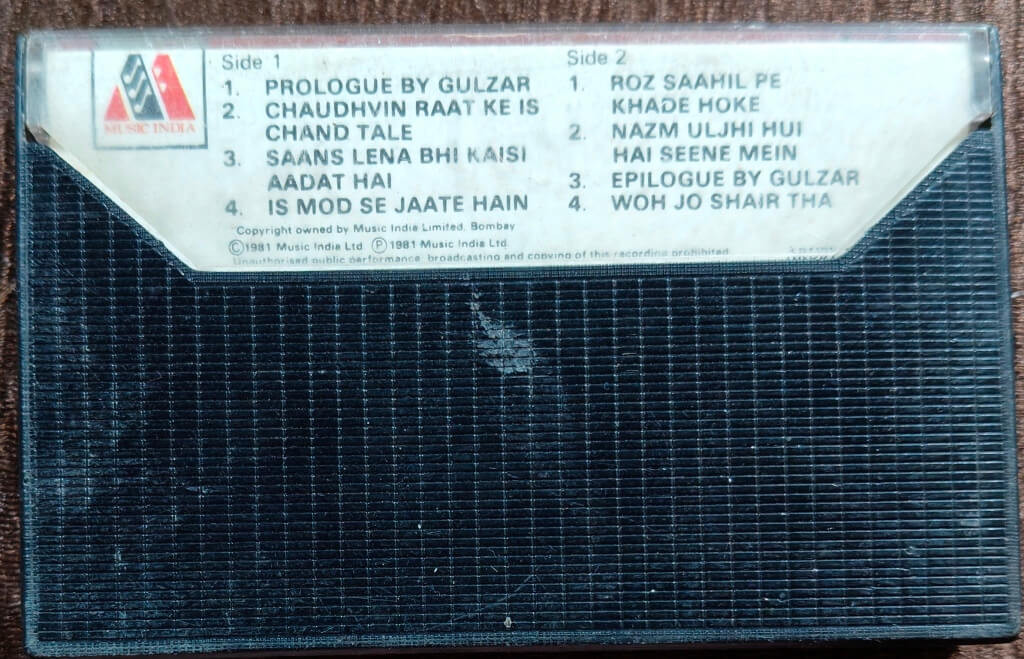 MUSIC INDIA
Side 1
1. PROLOGUE BY GULZAR
2. CHAUDHVIN RAAT KE IS
CHAND TALE
3. SAANS LENA BHI KAISI
AADAT HAI
4. IS MOD SE JAATE HAIN
Side 2
1. ROZ SAAHIL PE
KHADE HOKE
2. NAZM ULJHI HUI
HAI SEENE MEIN
3. EPILOGUE BY GULZAR
4. WOH JO SHAIR THA
Copyright owned by Music India Limited, Bombay
Ⓒ1981 Music India Ltd. Ⓟ1981 Music India Ltd.
Unauthorised public performance, broadcasting and copying of this recording prohibited.